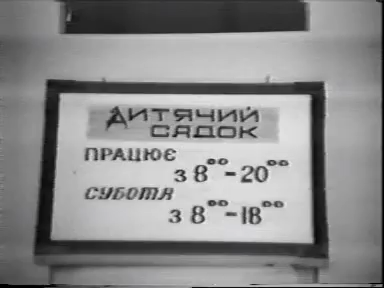 ДИТЯЧИЙ
САДОК
ПРАЦЮЄ
з 8⁰⁰-20⁰⁰
СУБОТА
з 8⁰⁰-18⁰⁰